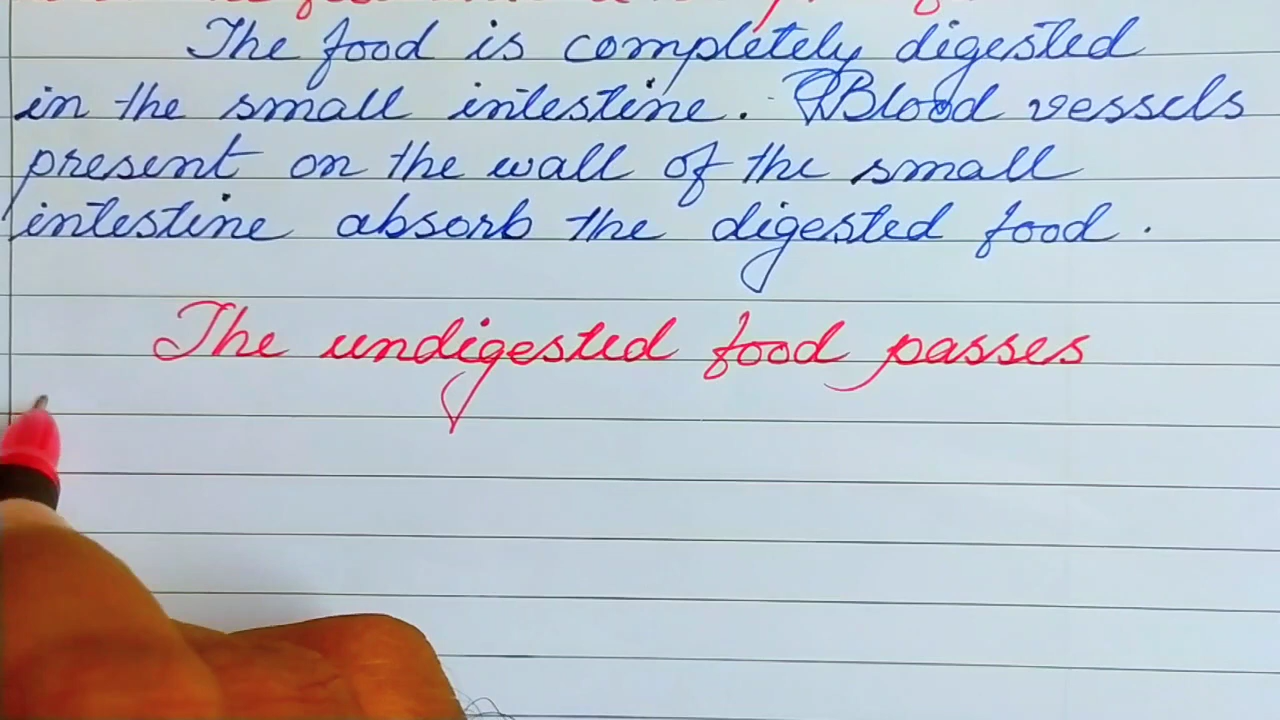 The food is completely digested
in the small intestine. Blood vessels
present on the wall of the small
intestine absorb the digested food.
The undigested food passes